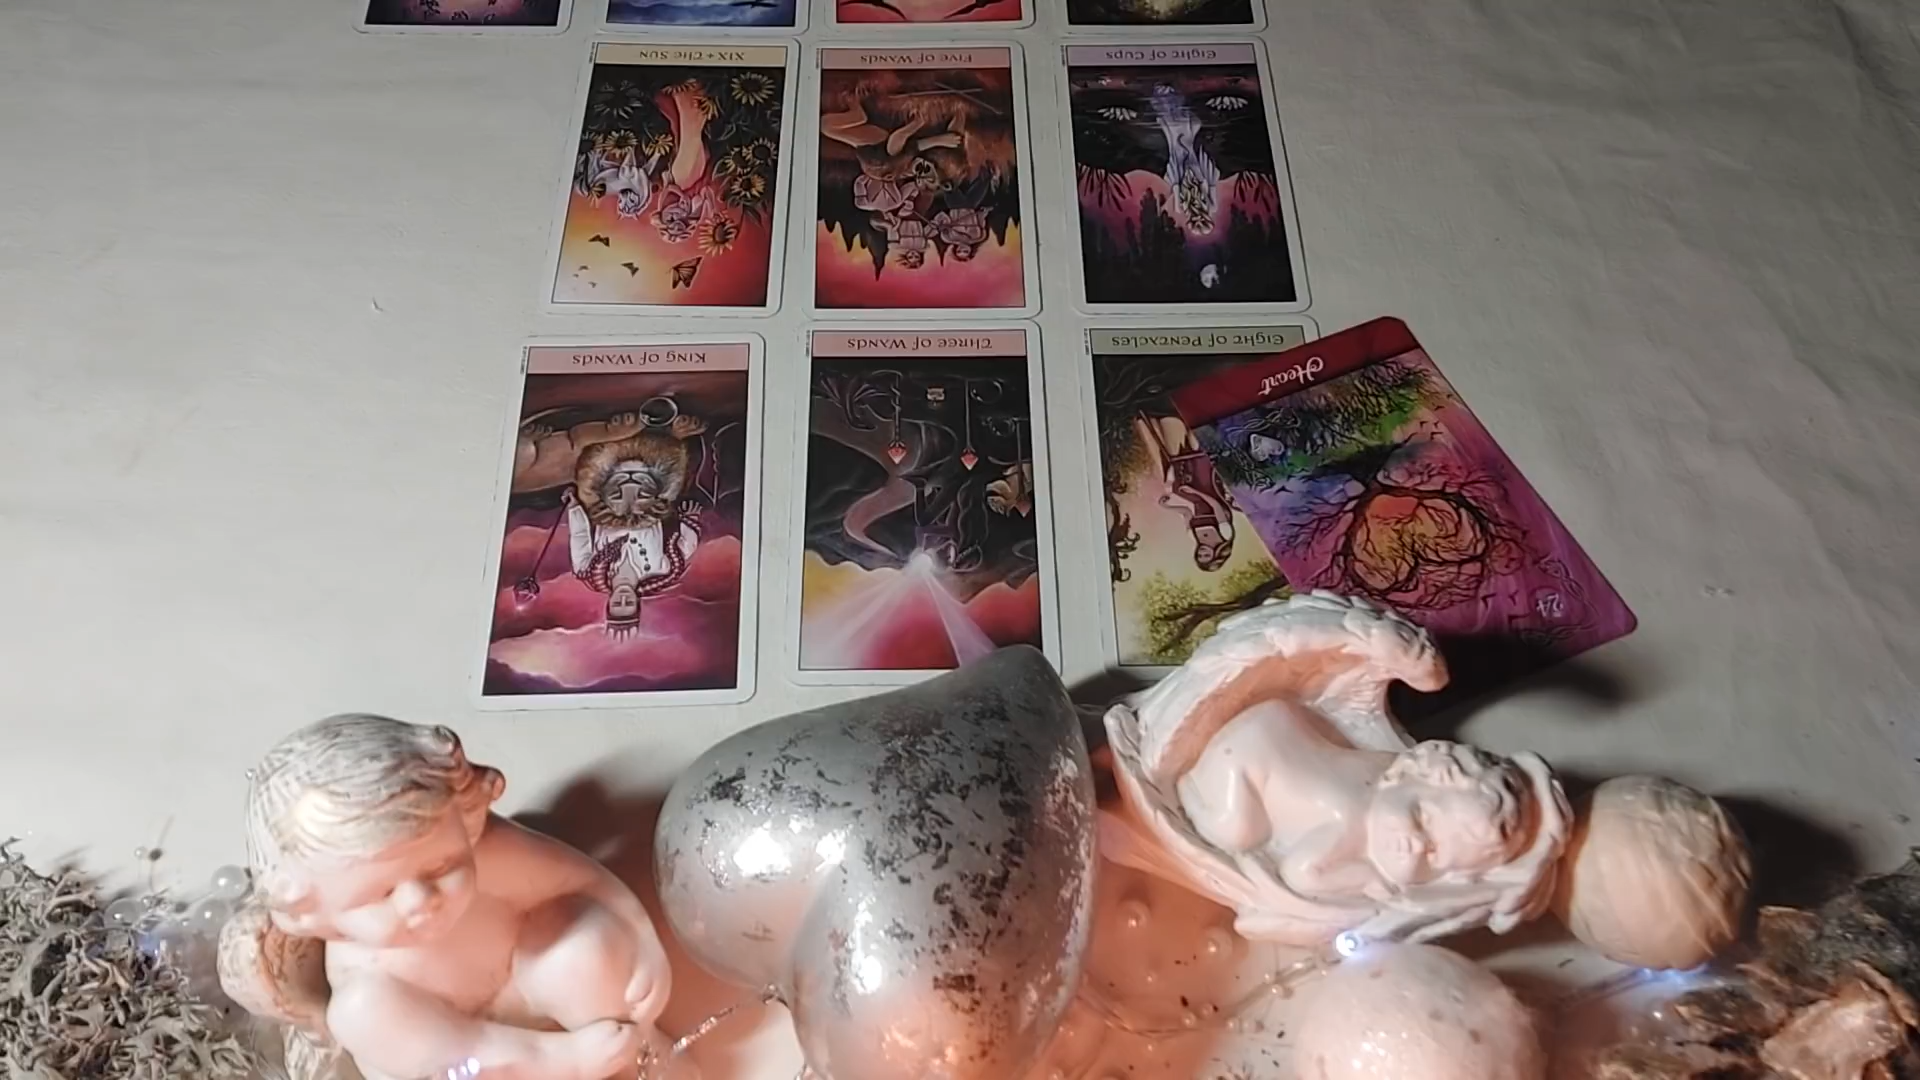 XIX + The Sun
Five of Wands
Eight of Cups
King of Wands
Three of Wands
Eight of Pentacles
Heart
24